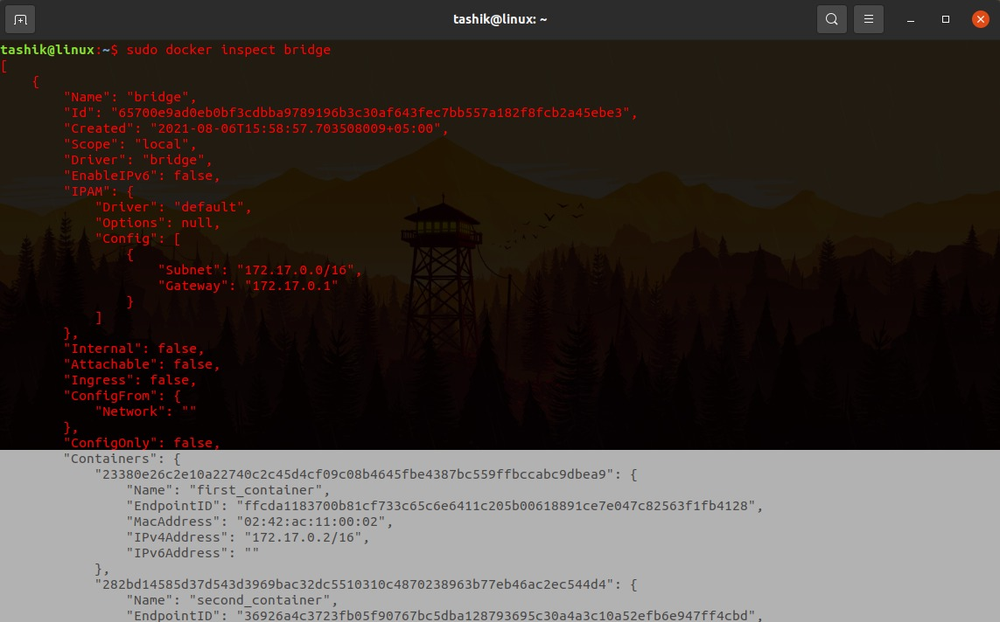 tashik@linux: ~
tashik@linux:~$ sudo docker inspect bridge
[
    {
        "Name": "bridge",
        "Id": "65700e9ad0eb0bf3cdbba9789196b3c30af643fec7bb557a182f8fcb2a45ebe3",
        "Created": "2021-08-06T15:58:57.703508009+05:00",
        "Scope": "local",
        "Driver": "bridge",
        "EnableIPv6": false,
        "IPAM": {
            "Driver": "default",
            "Options": null,
            "Config": [
                {
                    "Subnet": "172.17.0.0/16",
                    "Gateway": "172.17.0.1"
                }
            ]
        },
        "Internal": false,
        "Attachable": false,
        "Ingress": false,
        "ConfigFrom": {
            "Network": ""
        },
        "ConfigOnly": false,
        "Containers": {
            "23380e26c2e10a22740c2c45d4cf09c08b4645fbe4387bc559ffbccabc9dbea9": {
                "Name": "first_container",
                "EndpointID": "ffcda1183700b81cf733c65c6e6411c205b00618891ce7e047c82563f1fb4128",
                "MacAddress": "02:42:ac:11:00:02",
                "IPv4Address": "172.17.0.2/16",
                "IPv6Address": ""
            },
            "282bd14585d37d543d3969bac32dc5510310c4870238963b77eb46ac2ec544d4": {
                "Name": "second_container",
                "EndpointID": "36926a4c3723fb05f90767bc5dba128793695c30a4a3c10a52efb6e947ff4cbd",